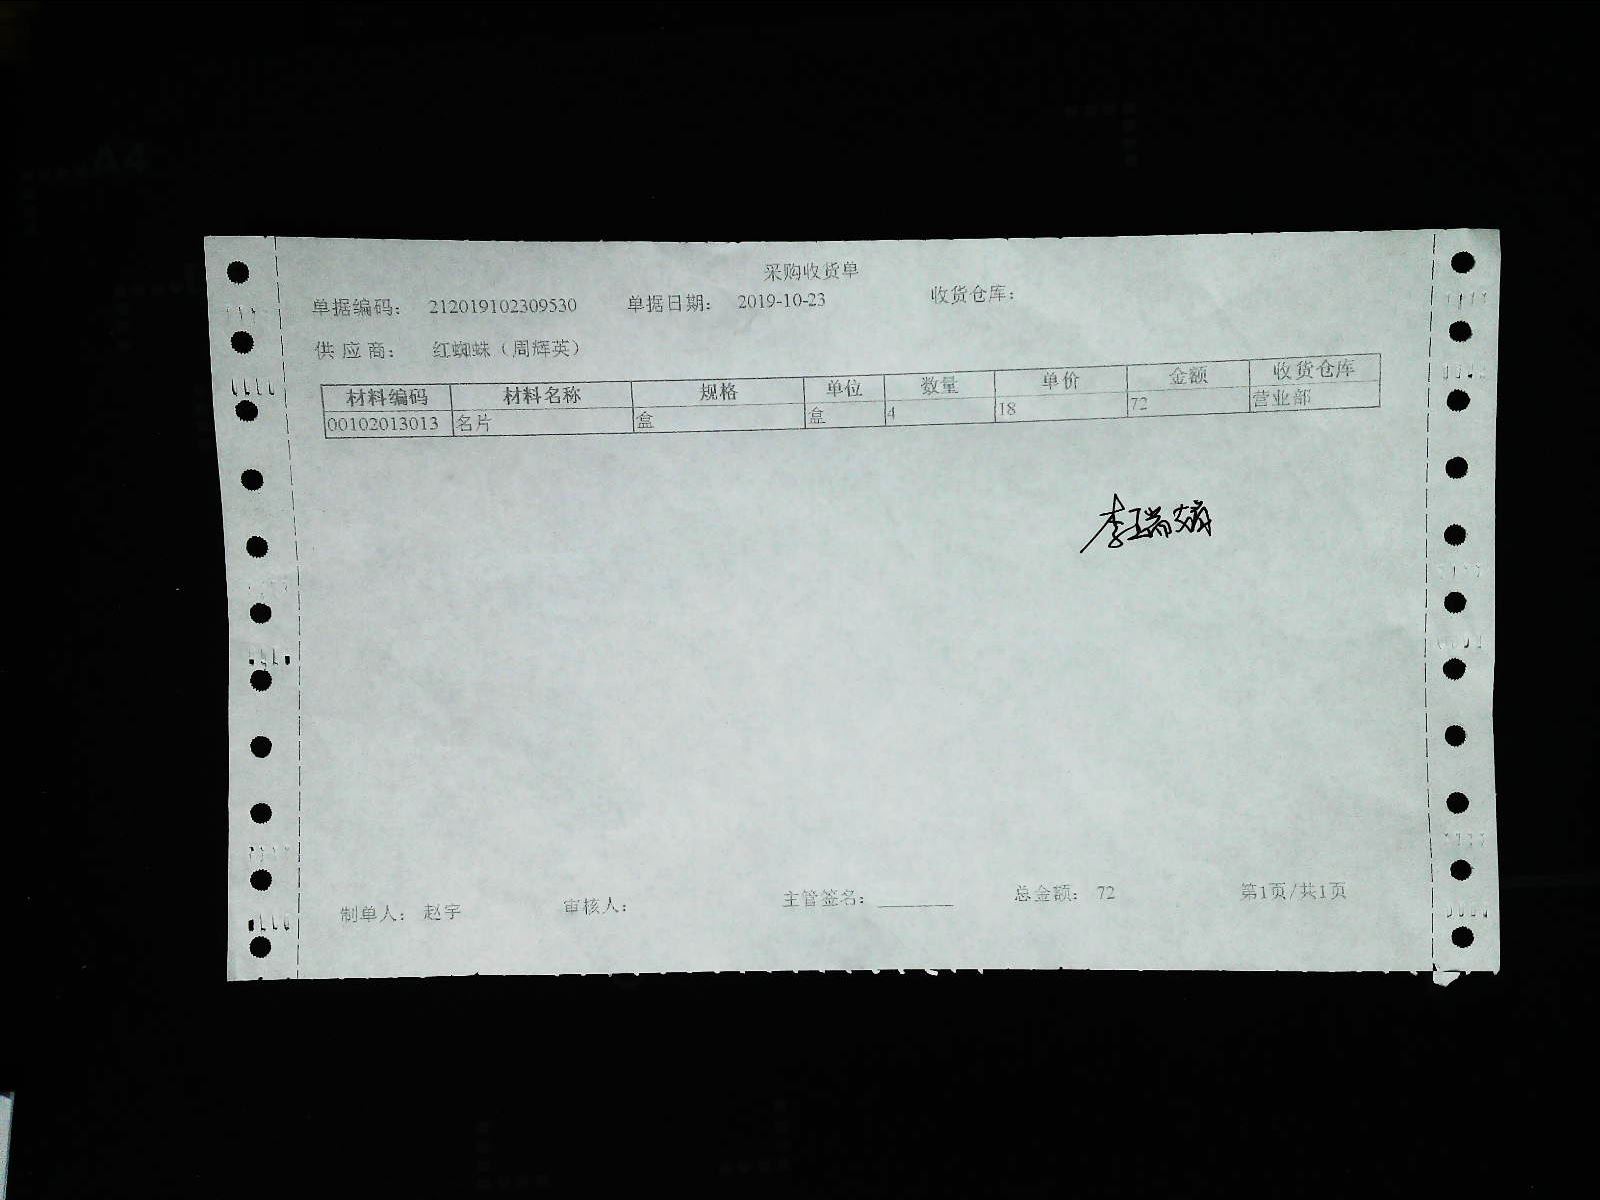 采购收货单
单据编码： 212019102309530 单据日期： 2019-10-23 收货仓库：
供应商： 红蜘蛛（周辉英）
材料编码 材料名称 规格 单位 数量 单价 金额 收货仓库
00102013013 名片 盒 盒 4 18 72 营业部
李瑞
制单人： 赵宇 审核人： 主管签名：________ 总金额： 72 第1页/共1页